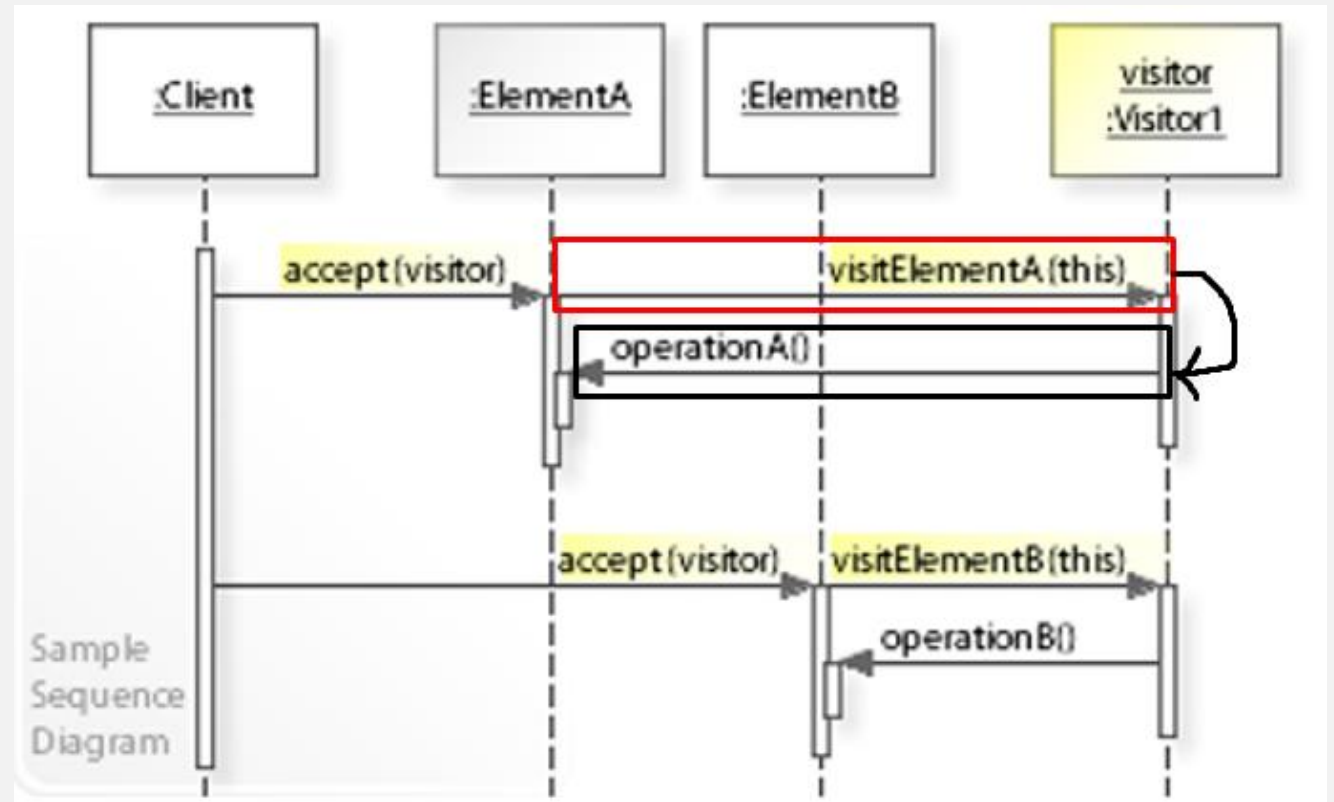 :Client
:ElementA
:ElementB
visitor
:Visitor1
accept(visitor)
visitElementA(this)
operationA()
accept(visitor)
visitElementB(this)
operationB()
Sample
Sequence
Diagram